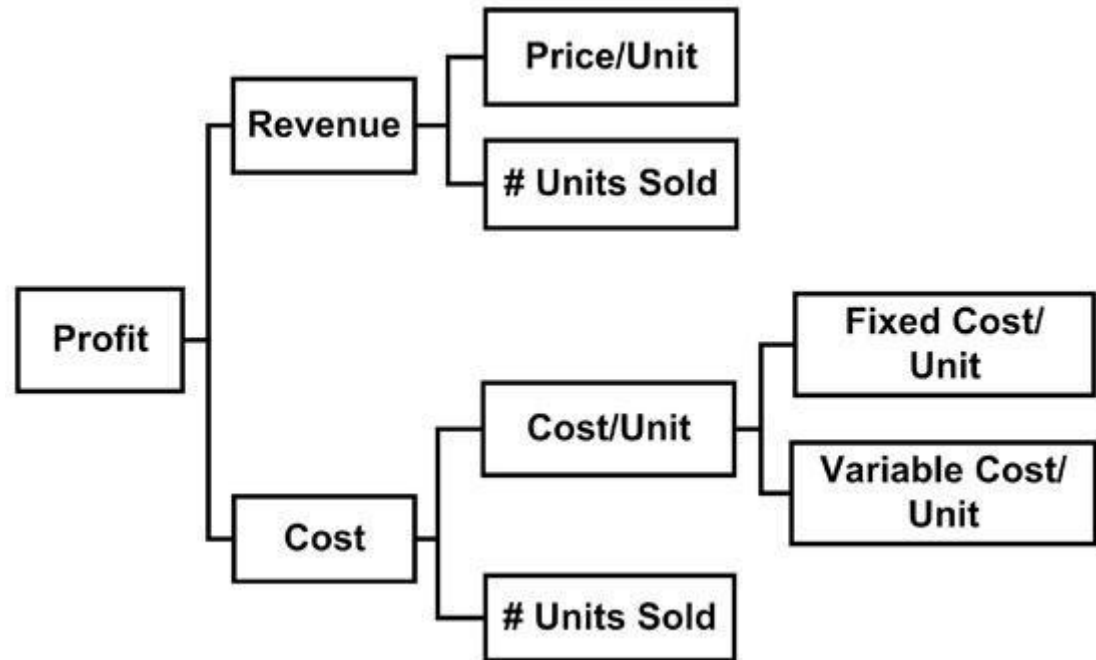 Profit
Revenue
Price/Unit
# Units Sold
Cost
Cost/Unit
Fixed Cost/
Unit
Variable Cost/
Unit
# Units Sold